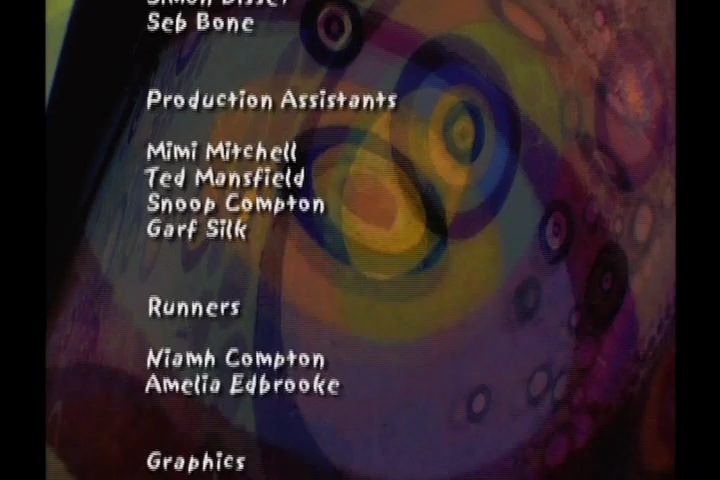 Seb Bone
Production Assistants
Mimi Mitchell
Ted Mansfield
Snoop Compton
Garf Silk
Runners
Niamh Compton
Amelia Edbrooke
Graphics